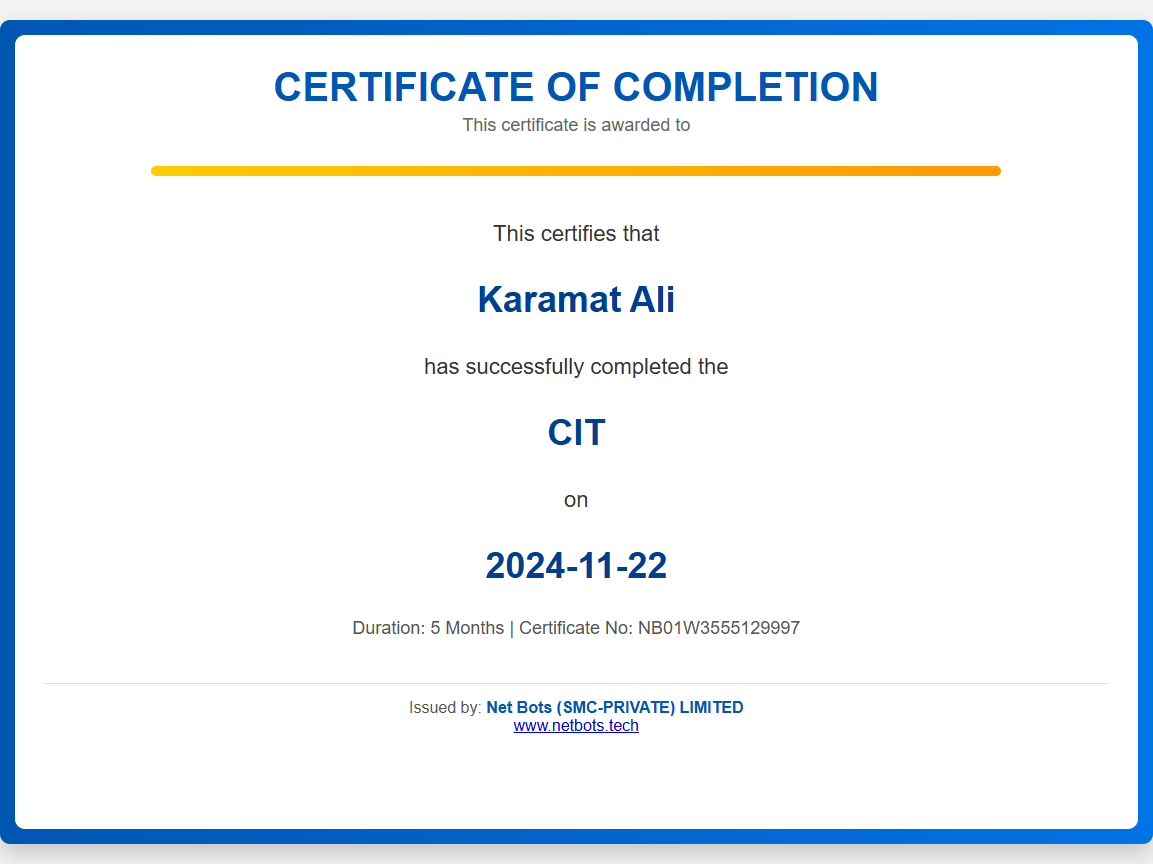 CERTIFICATE OF COMPLETION
This certificate is awarded to
This certifies that
Karamat Ali
has successfully completed the
CIT
on
2024-11-22
Duration: 5 Months | Certificate No: NB01W3555129997
Issued by: Net Bots (SMC-PRIVATE) LIMITED
www.netbots.tech